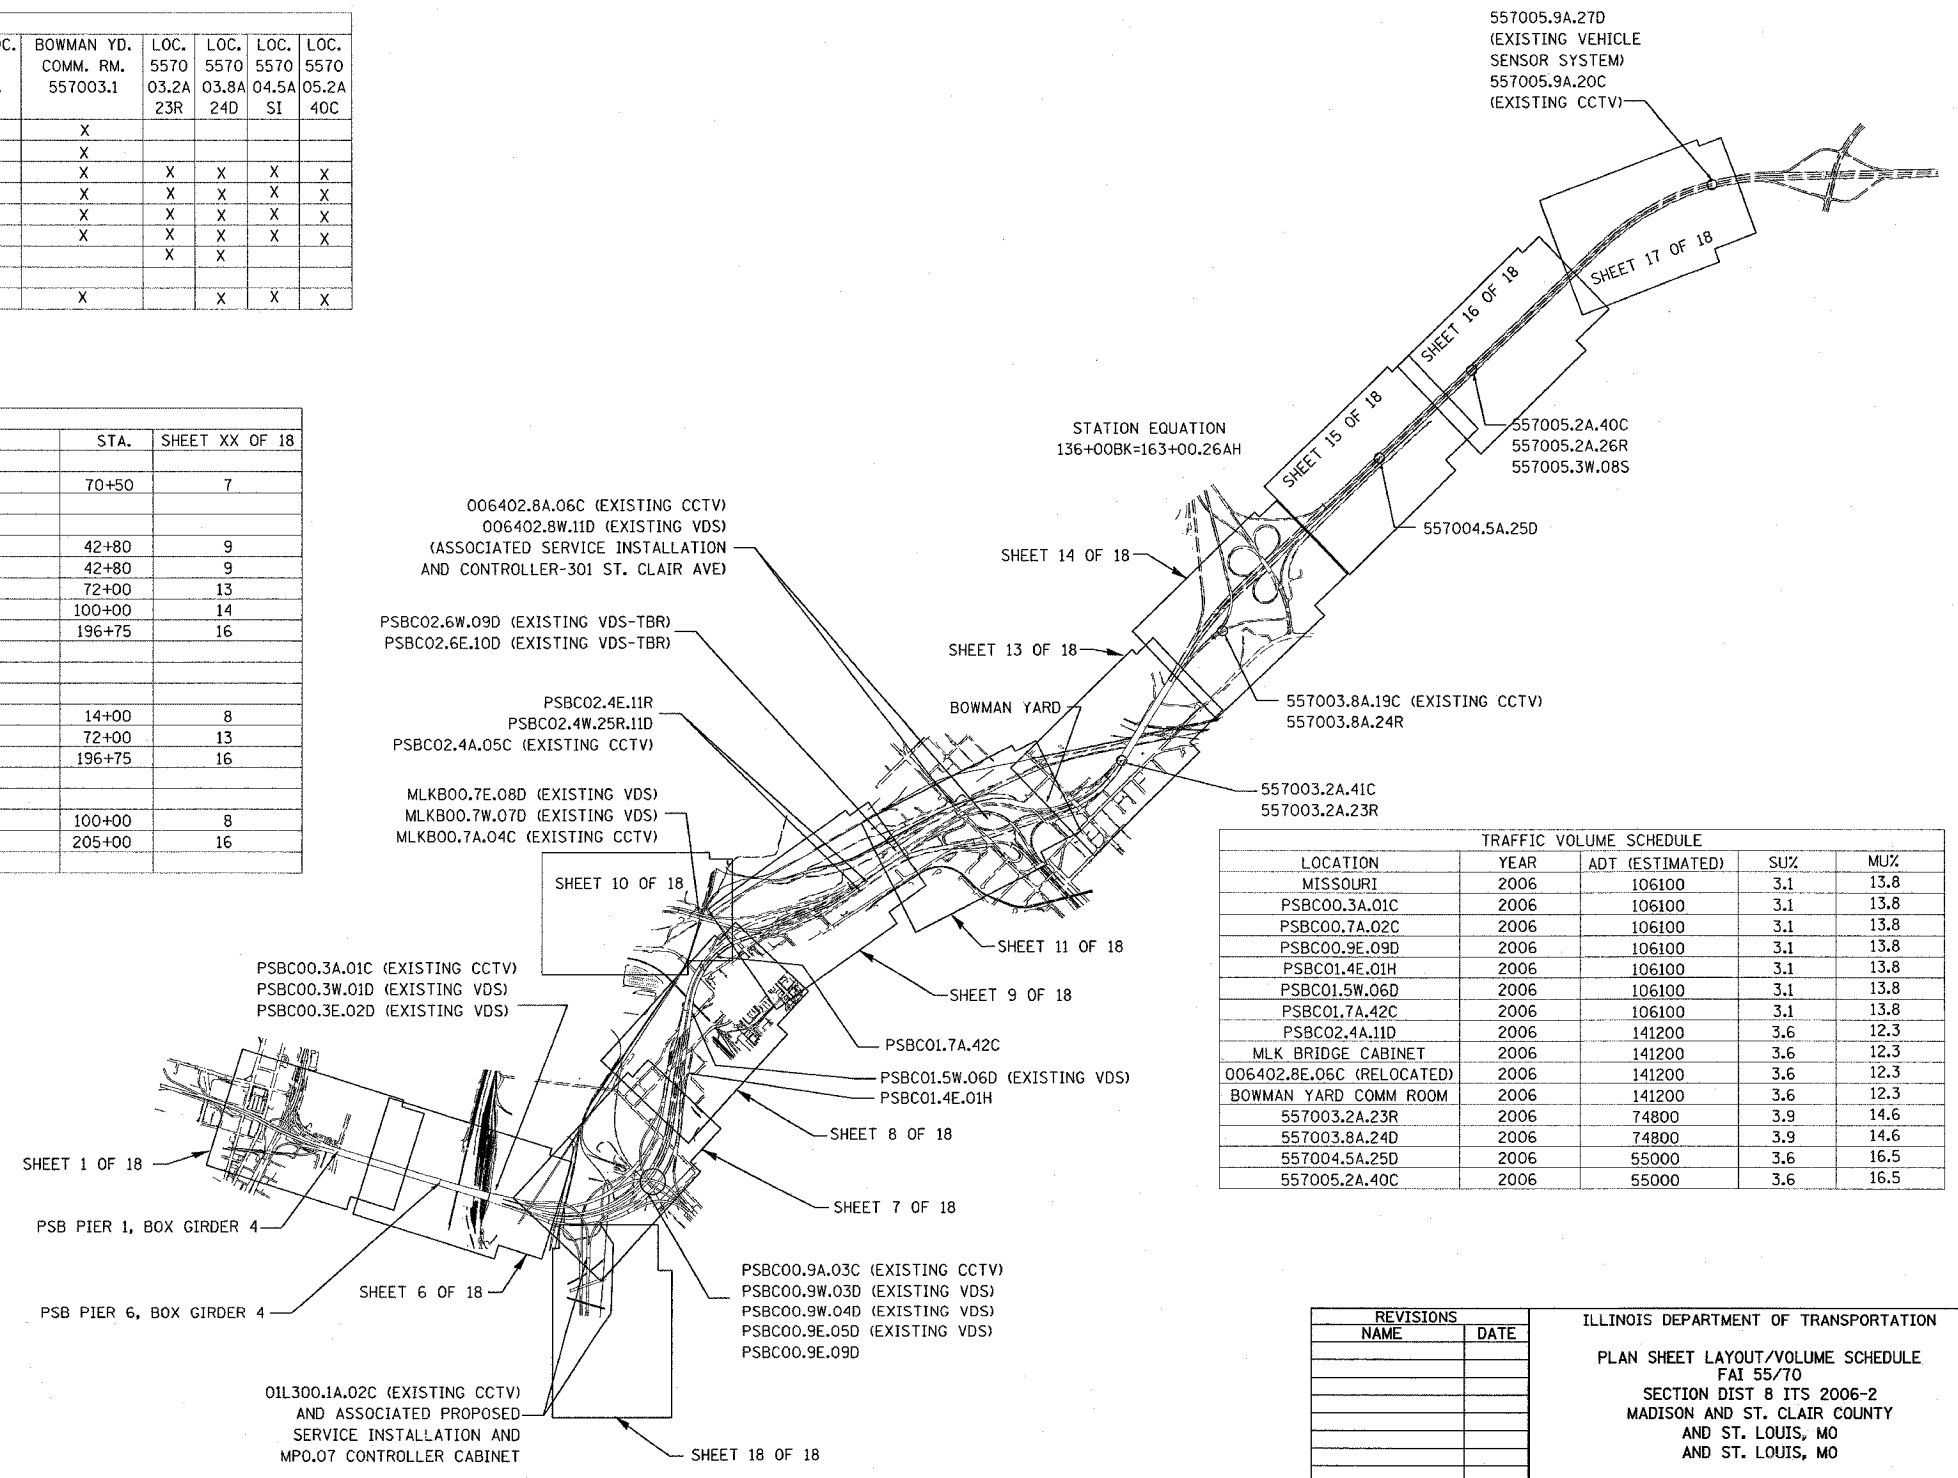 C.
BOWMAN YD. COMM. RM. 557003.1
LOC. 5570 03.2A 23R
LOC. 5570 03.8A 24D
LOC. 5570 04.5A SI
LOC. 5570 05.2A 40C
X
X
X X X X X
X X X X X
X X X X X
X X X X X
X X
X X X X
STA. SHEET XX OF 18
70+50 7
42+80 9
42+80 9
72+00 13
100+00 14
196+75 16
14+00 8
72+00 13
196+75 16
100+00 8
205+00 16
557005.9A.27D
(EXISTING VEHICLE
SENSOR SYSTEM)
557005.9A.20C
(EXISTING CCTV)
SHEET 17 OF 18
SHEET 16 OF 18
SHEET 15 OF 18
STATION EQUATION
136+00BK=163+00.26AH
557005.2A.40C
557005.2A.26R
557005.3W.08S
557004.5A.25D
006402.8A.06C (EXISTING CCTV)
006402.8W.11D (EXISTING VDS)
(ASSOCIATED SERVICE INSTALLATION
AND CONTROLLER-301 ST. CLAIR AVE)
SHEET 14 OF 18
PSBC02.6W.09D (EXISTING VDS-TBR)
PSBC02.6E.10D (EXISTING VDS-TBR)
SHEET 13 OF 18
PSBC02.4E.11R
PSBC02.4W.25R.11D
PSBC02.4A.05C (EXISTING CCTV)
BOWMAN YARD
557003.8A.19C (EXISTING CCTV)
557003.8A.24R
MLKB00.7E.08D (EXISTING VDS)
MLKB00.7W.07D (EXISTING VDS)
MLKB00.7A.04C (EXISTING CCTV)
557003.2A.41C
557003.2A.23R
SHEET 10 OF 18
SHEET 11 OF 18
PSBC00.3A.01C (EXISTING CCTV)
PSBC00.3W.01D (EXISTING VDS)
PSBC00.3E.02D (EXISTING VDS)
SHEET 9 OF 18
PSBC01.7A.42C
PSBC01.5W.06D (EXISTING VDS)
PSBC01.4E.01H
SHEET 8 OF 18
SHEET 1 OF 18
SHEET 7 OF 18
PSB PIER 1, BOX GIRDER 4
SHEET 6 OF 18
PSB PIER 6, BOX GIRDER 4
PSBC00.9A.03C (EXISTING CCTV)
PSBC00.9W.03D (EXISTING VDS)
PSBC00.9W.04D (EXISTING VDS)
PSBC00.9E.05D (EXISTING VDS)
PSBC00.9E.09D
01L300.1A.02C (EXISTING CCTV)
AND ASSOCIATED PROPOSED
SERVICE INSTALLATION AND
MP0.07 CONTROLLER CABINET
SHEET 18 OF 18
TRAFFIC VOLUME SCHEDULE
LOCATION YEAR ADT (ESTIMATED) SU% MU%
MISSOURI 2006 106100 3.1 13.8
PSBC00.3A.01C 2006 106100 3.1 13.8
PSBC00.7A.02C 2006 106100 3.1 13.8
PSBC00.9E.09D 2006 106100 3.1 13.8
PSBC01.4E.01H 2006 106100 3.1 13.8
PSBC01.5W.06D 2006 106100 3.1 13.8
PSBC01.7A.42C 2006 106100 3.1 13.8
PSBC02.4A.11D 2006 141200 3.6 12.3
MLK BRIDGE CABINET 2006 141200 3.6 12.3
006402.8E.06C (RELOCATED) 2006 141200 3.6 12.3
BOWMAN YARD COMM ROOM 2006 141200 3.6 12.3
557003.2A.23R 2006 74800 3.9 14.6
557003.8A.24D 2006 74800 3.9 14.6
557004.5A.25D 2006 55000 3.6 16.5
557005.2A.40C 2006 55000 3.6 16.5
REVISIONS
NAME DATE
ILLINOIS DEPARTMENT OF TRANSPORTATION
PLAN SHEET LAYOUT/VOLUME SCHEDULE
FAI 55/70
SECTION DIST 8 ITS 2006-2
MADISON AND ST. CLAIR COUNTY
AND ST. LOUIS, MO
AND ST. LOUIS, MO